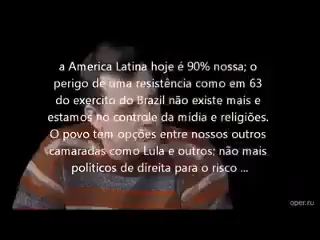 a America Latina hoje é 90% nossa; o
perigo de uma resistência como em 63
do exercito do Brazil não existe mais e
estamos no controle da mídia e religiões.
O povo tem opções entre nossos outros
camaradas como Lula e outros; não mais
politicos de direita para o risco ...
oper.ru